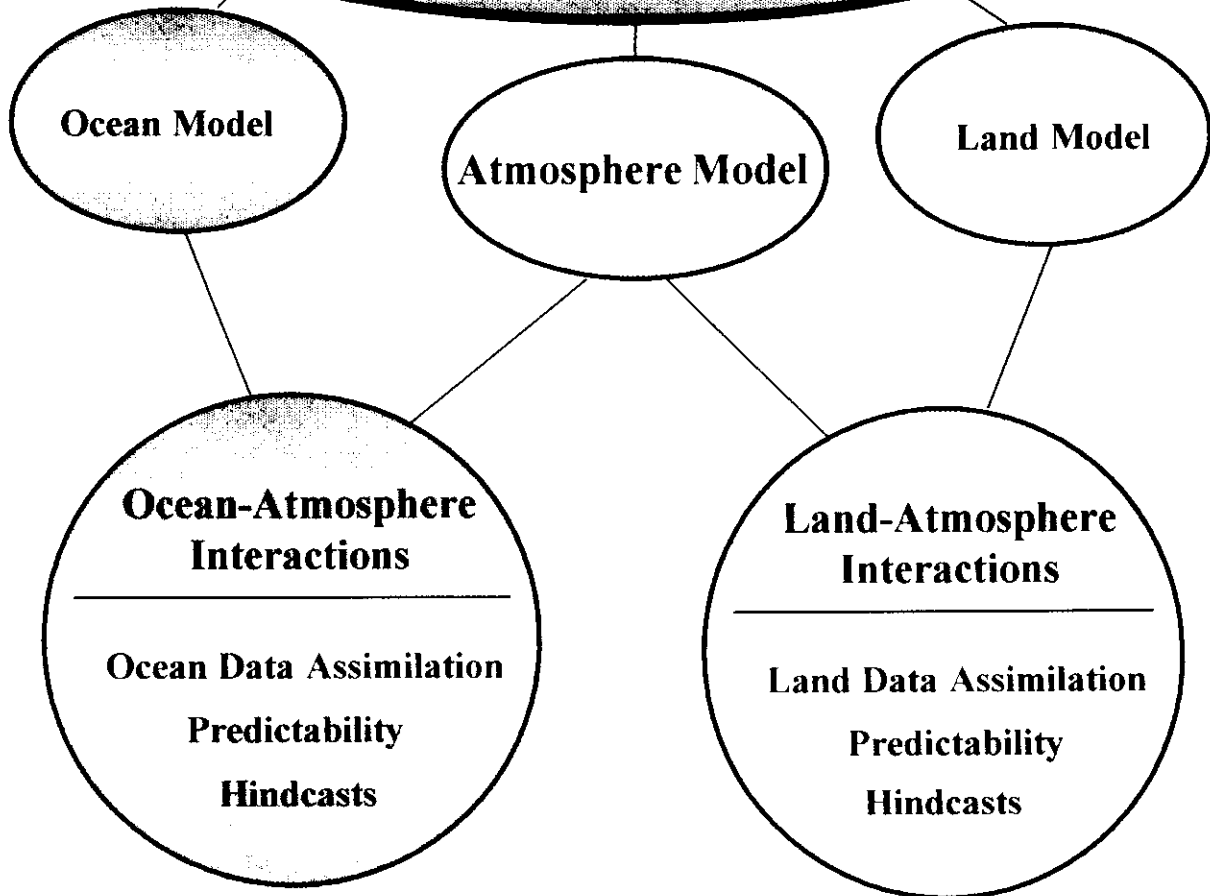 Ocean Model
Atmosphere Model
Land Model
Ocean-Atmosphere
Interactions
Ocean Data Assimilation
Predictability
Hindcasts
Land-Atmosphere
Interactions
Land Data Assimilation
Predictability
Hindcasts